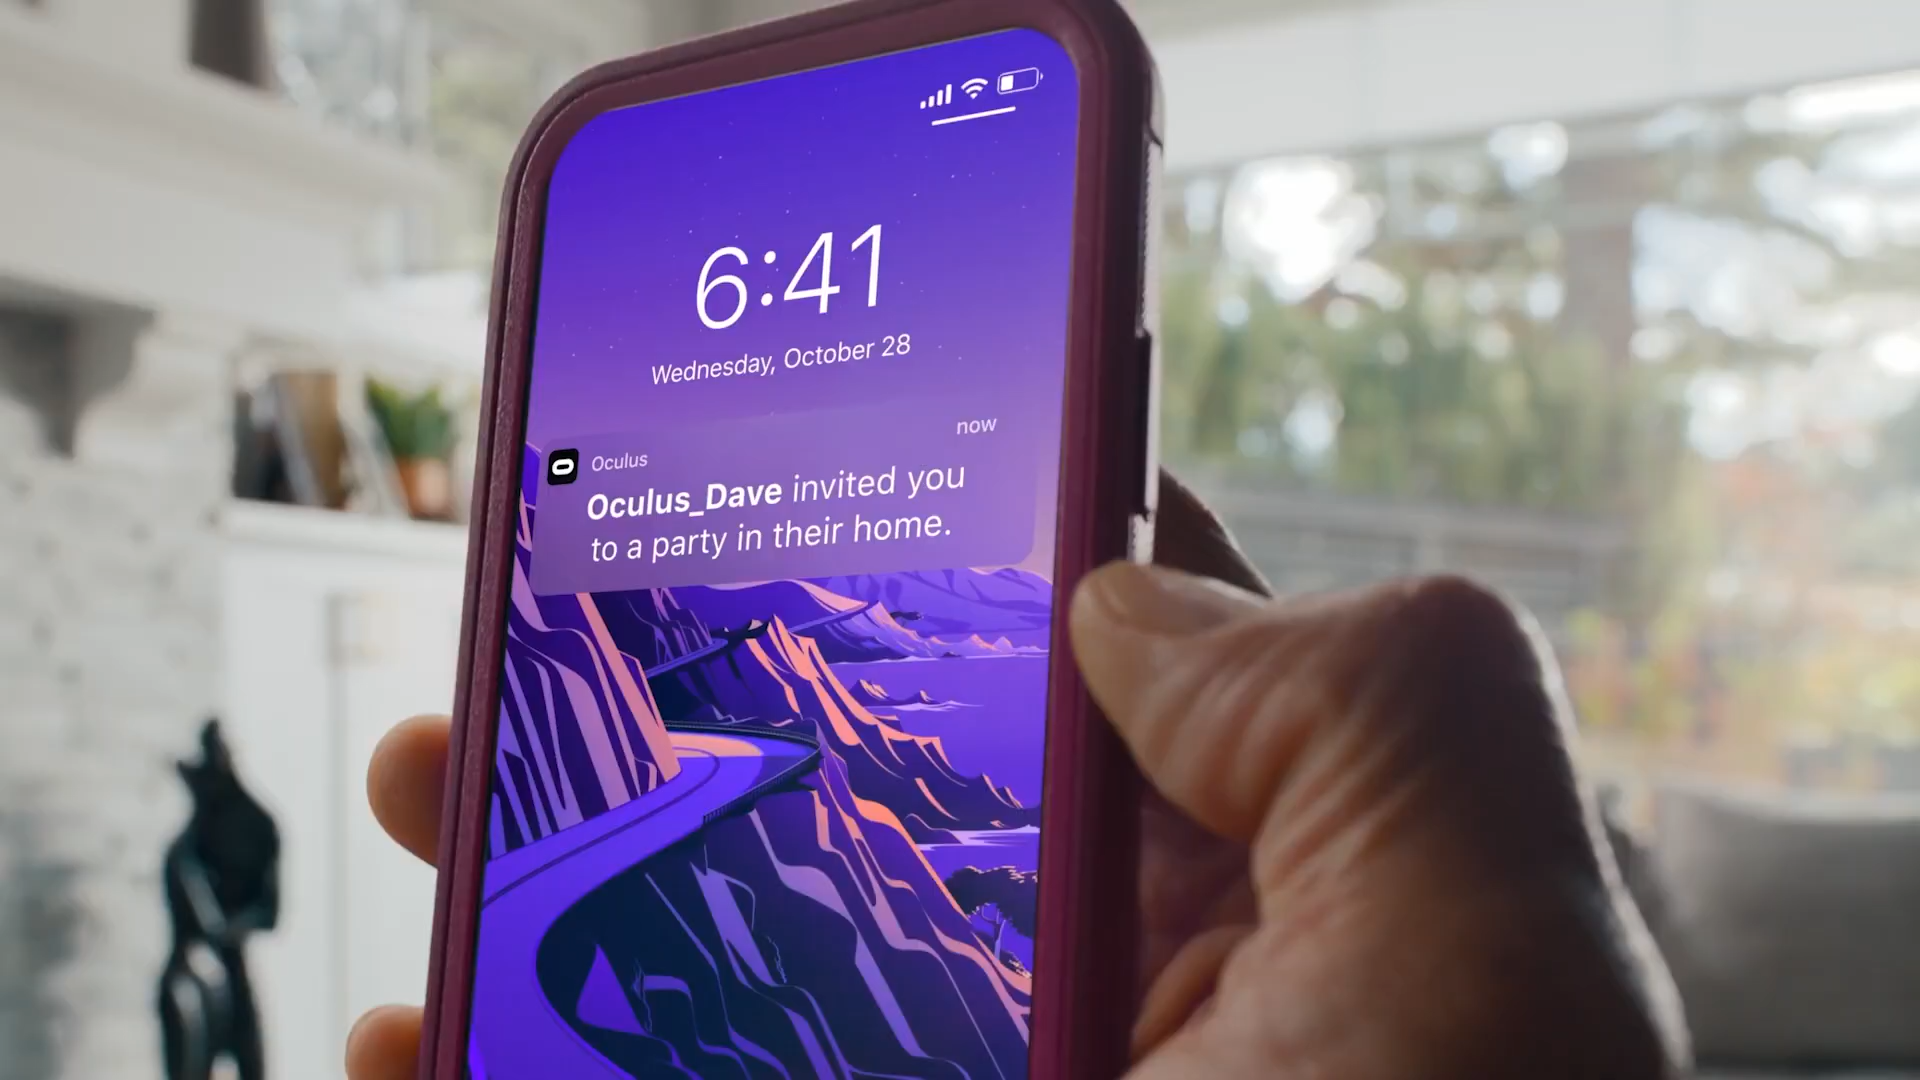 6:41
Wednesday, October 28
now
Oculus
Oculus_Dave invited you
to a party in their home.